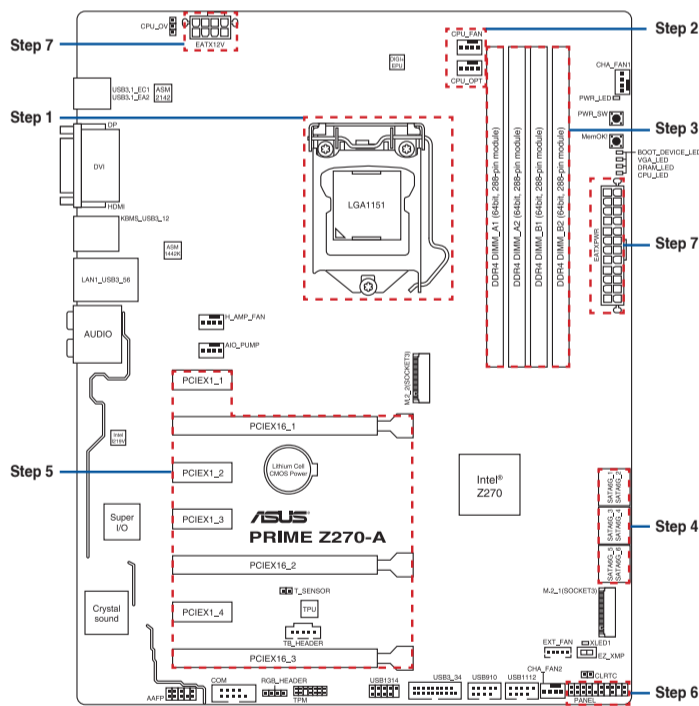 Step 7
CPU_OV
EATX12V
Step 2
CPU_FAN
CPU_OPT
DIGI+
EPU
USB3.1_EC1
USB3.1_EA2
ASM
2142
CHA_FAN1
PWR_LED
PWR_SW
MemOK!
Step 1
Step 3
BOOT_DEVICE_LED
VGA_LED
DRAM_LED
CPU_LED
DP
DVI
HDMI
LGA1151
DDR4 DIMM_A1 (64bit, 288-pin module)
DDR4 DIMM_A2 (64bit, 288-pin module)
DDR4 DIMM_B1 (64bit, 288-pin module)
DDR4 DIMM_B2 (64bit, 288-pin module)
KBMS_USB3_12
ASM
1442K
EATXPWR
Step 7
LAN1_USB3_56
AUDIO
H_AMP_FAN
AIO_PUMP
M.2_2(SOCKET3)
PCIEX1_1
PCIEX16_1
Intel
I219V
Step 5
PCIEX1_2
Lithium Cell
CMOS Power
Intel®
Z270
SATA6G_1
SATA6G_2
Super
I/O
PCIEX1_3
ASUS
PRIME Z270-A
SATA6G_3
SATA6G_4
Step 4
PCIEX16_2
SATA6G_5
SATA6G_6
T_SENSOR
M.2_1(SOCKET3)
Crystal
sound
PCIEX1_4
TPU
TB_HEADER
EXT_FAN
XLED1
EZ_XMP
PCIEX16_3
CLRTC
AAFP
COM
RGB_HEADER
TPM
USB1314
USB3_34
USB910
USB1112
CHA_FAN2
PANEL
Step 6